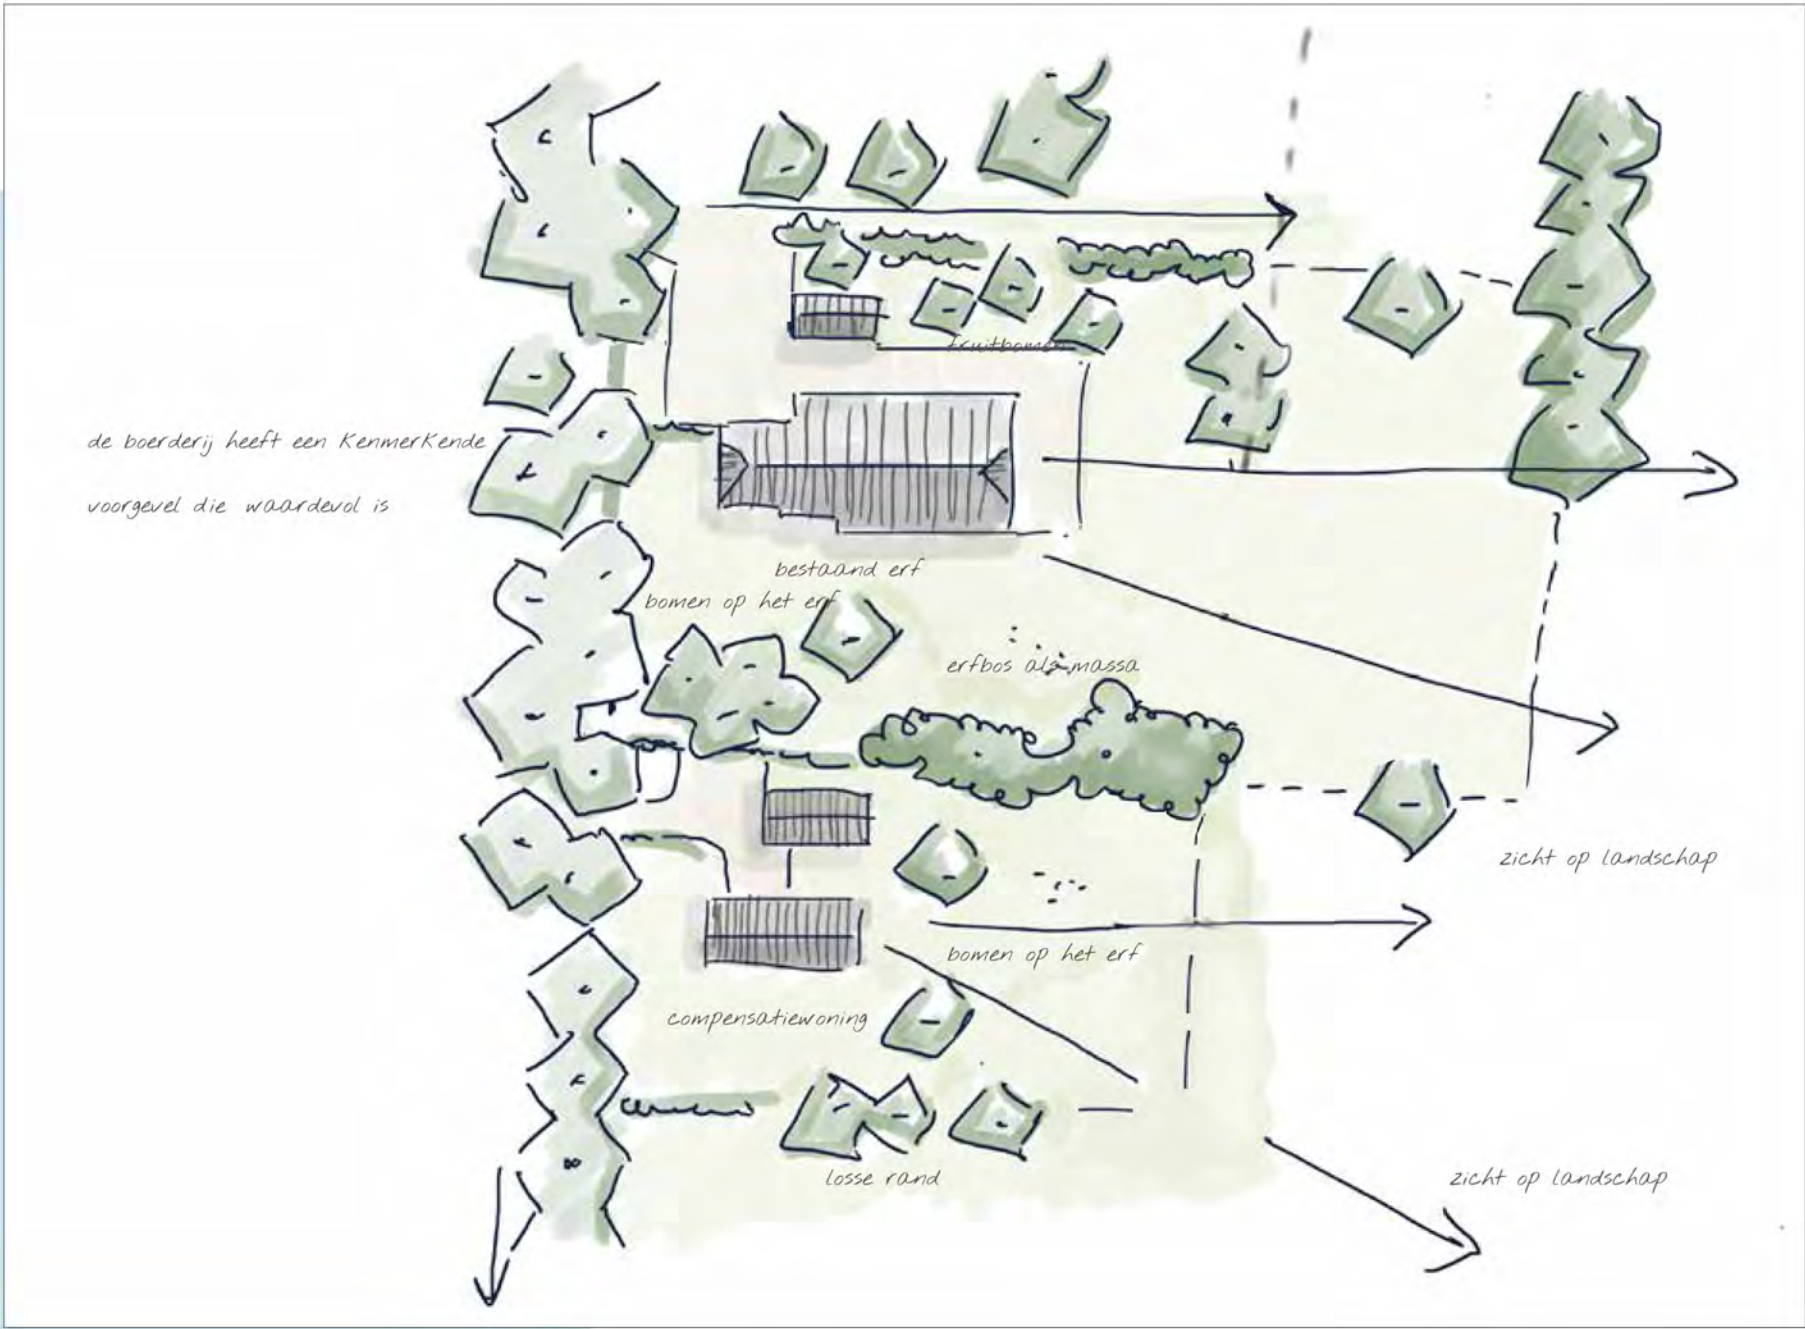 fruitbomen
de boerderij heeft een kenmerkende
voorgevel die waardevol is
bestaand erf
bomen op het erf
erfbos als massa
zicht op landschap
bomen op het erf
compensatiewoning
losse rand
zicht op landschap